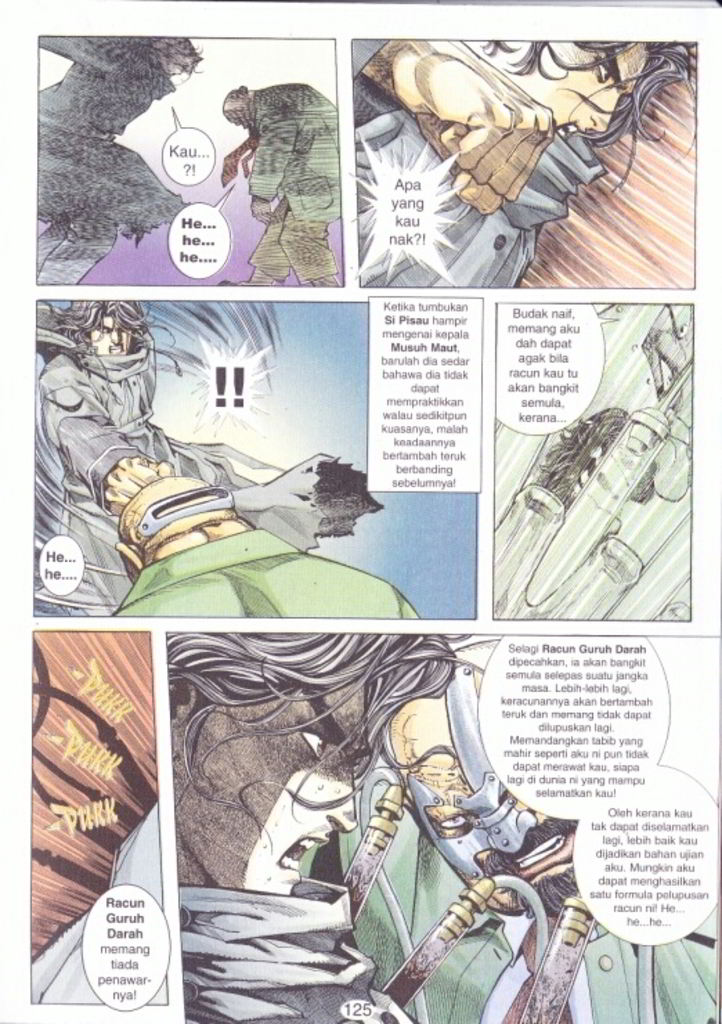 Kau...
?!
He...
he...
he....
Apa
yang
kau
nak?!
!!
He...
he....
Ketika tumbukan
Si Pisau hampir
mengenai kepala
Musuh Maut,
barulah dia sedar
bahawa dia tidak
dapat
mempraktikkan
walau sedikitpun
kuasanya, malah
keadaannya
bertambah teruk
berbanding
sebelumnya!
Budak naif,
memang aku
dah dapat
agak bila
racun kau tu
akan bangkit
semula,
kerana...
-PUKK
-PUKK
-PUKK
Racun
Guruh
Darah
memang
tiada
penawar-
nya!
Selagi Racun Guruh Darah
dipecahkan, ia akan bangkit
semula selepas suatu jangka
masa. Lebih-lebih lagi,
keracunannya akan bertambah
teruk dan memang tidak dapat
dilupuskan lagi.
Memandangkan tabib yang
mahir seperti aku ni pun tidak
dapat merawat kau, siapa
lagi di dunia ni yang mampu
selamatkan kau!
Oleh kerana kau
tak dapat diselamatkan
lagi, lebih baik kau
dijadikan bahan ujian
aku. Mungkin aku
dapat menghasilkan
satu formula pelupusan
racun ni! He...
he...he...
125